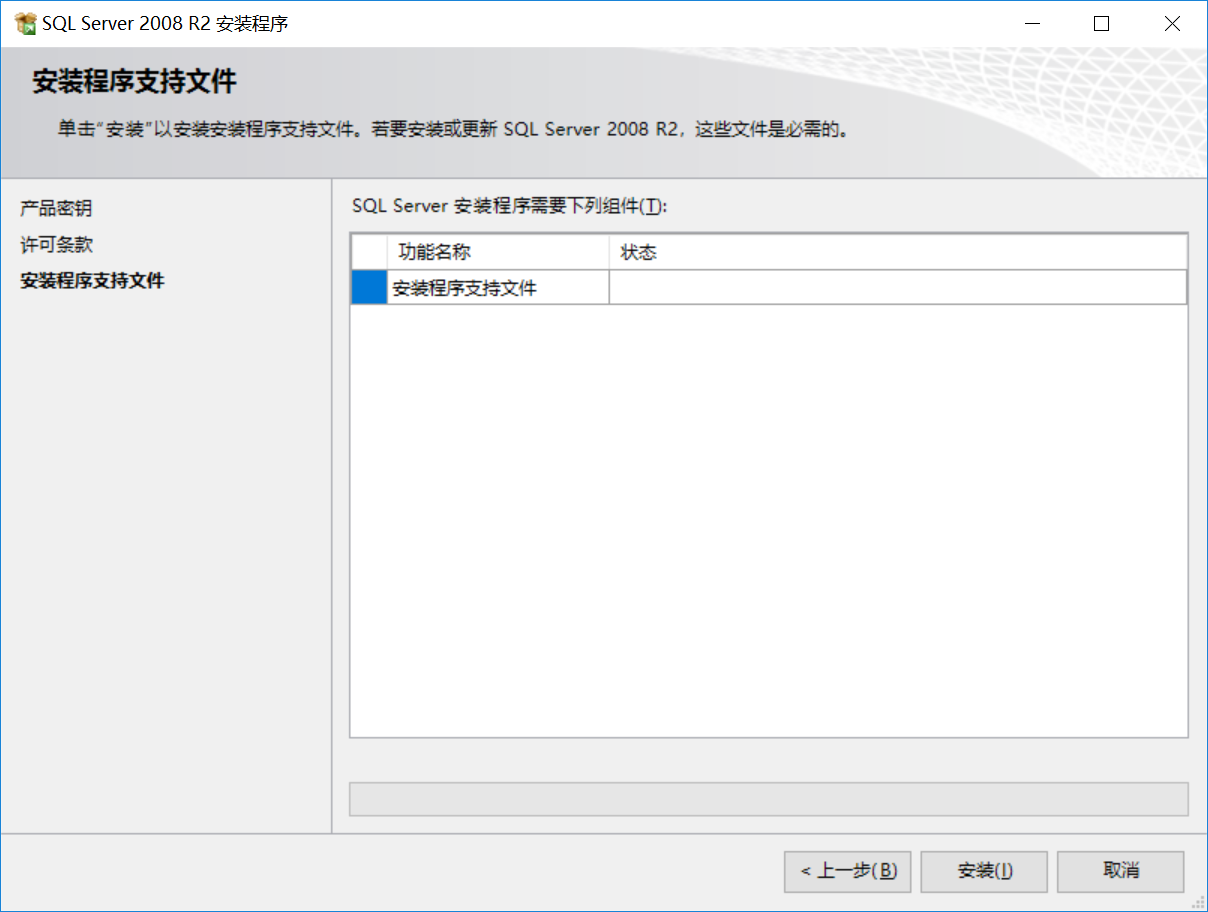 SQL Server 2008 R2 安装程序
安装程序支持文件
单击“安装”以安装安装程序支持文件。若要安装或更新 SQL Server 2008 R2，这些文件是必需的。
产品密钥
许可条款
安装程序支持文件
SQL Server 安装程序需要下列组件(T):
功能名称 状态
安装程序支持文件
< 上一步(B) 安装(I) 取消